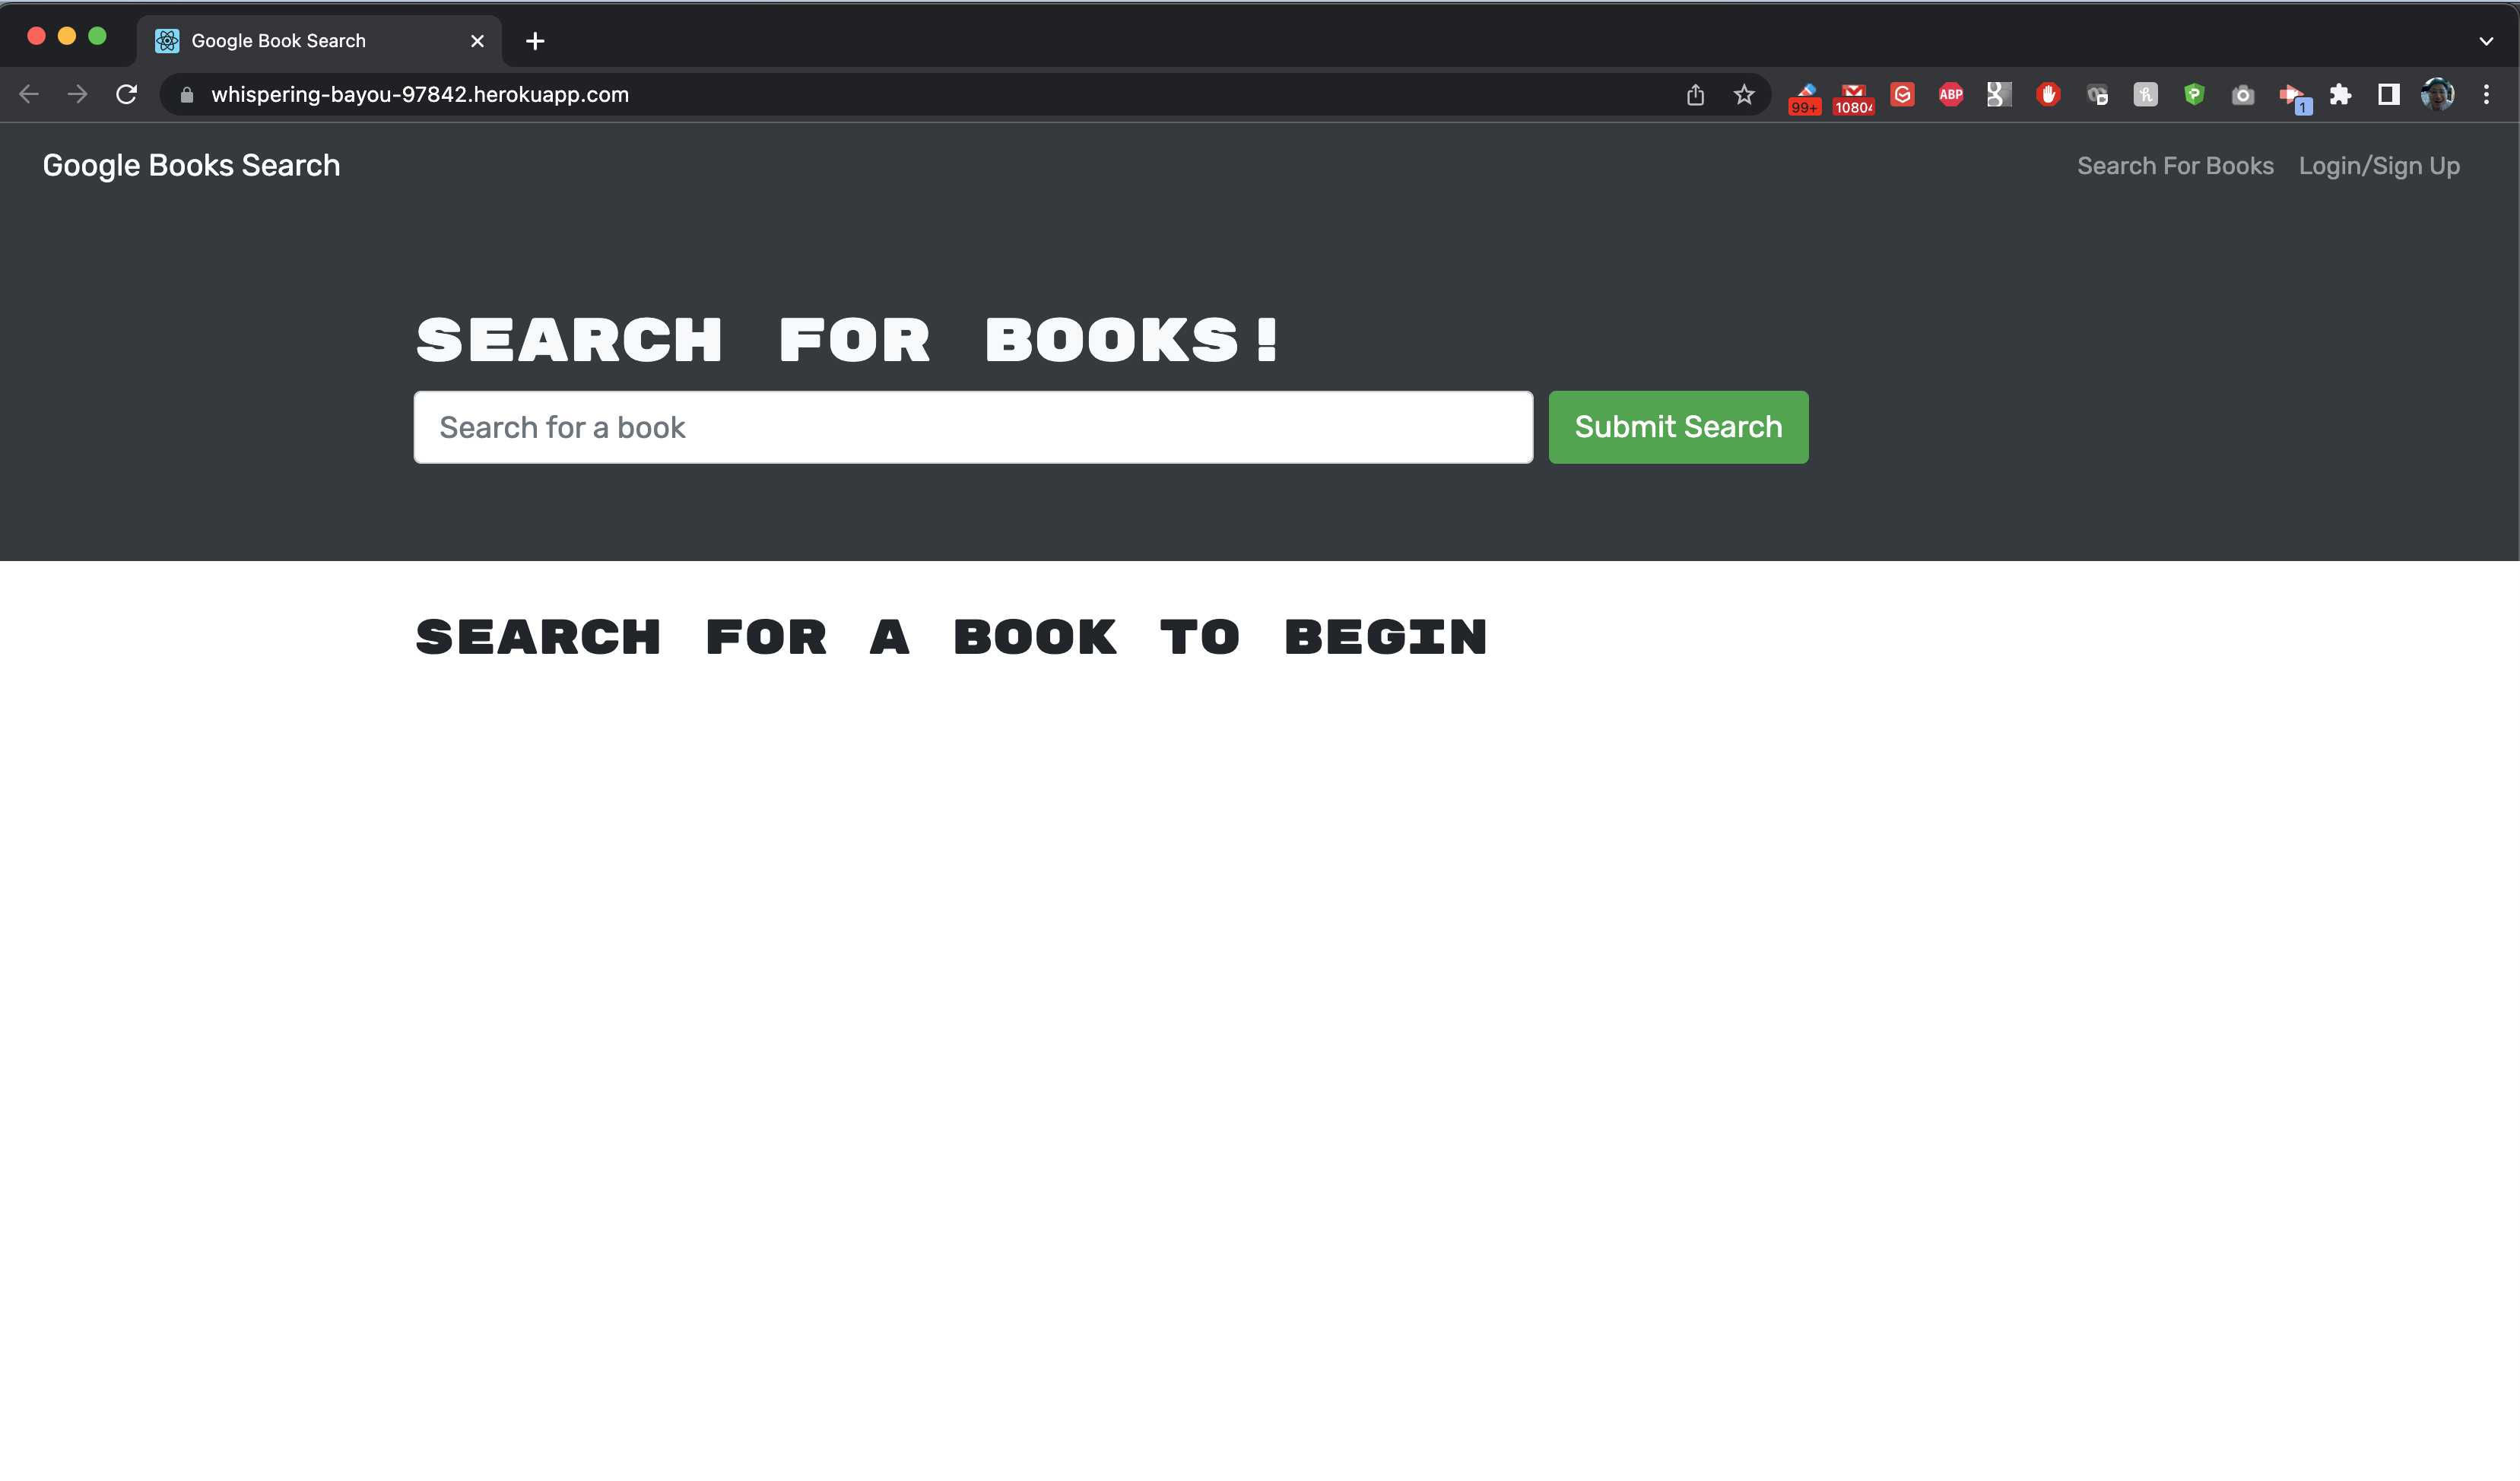 Google Book Search
whispering-bayou-97842.herokuapp.com
99+
1080
ABP
1
Google Books Search
Search For Books Login/Sign Up
SEARCH FOR BOOKS!
Search for a book
Submit Search
SEARCH FOR A BOOK TO BEGIN